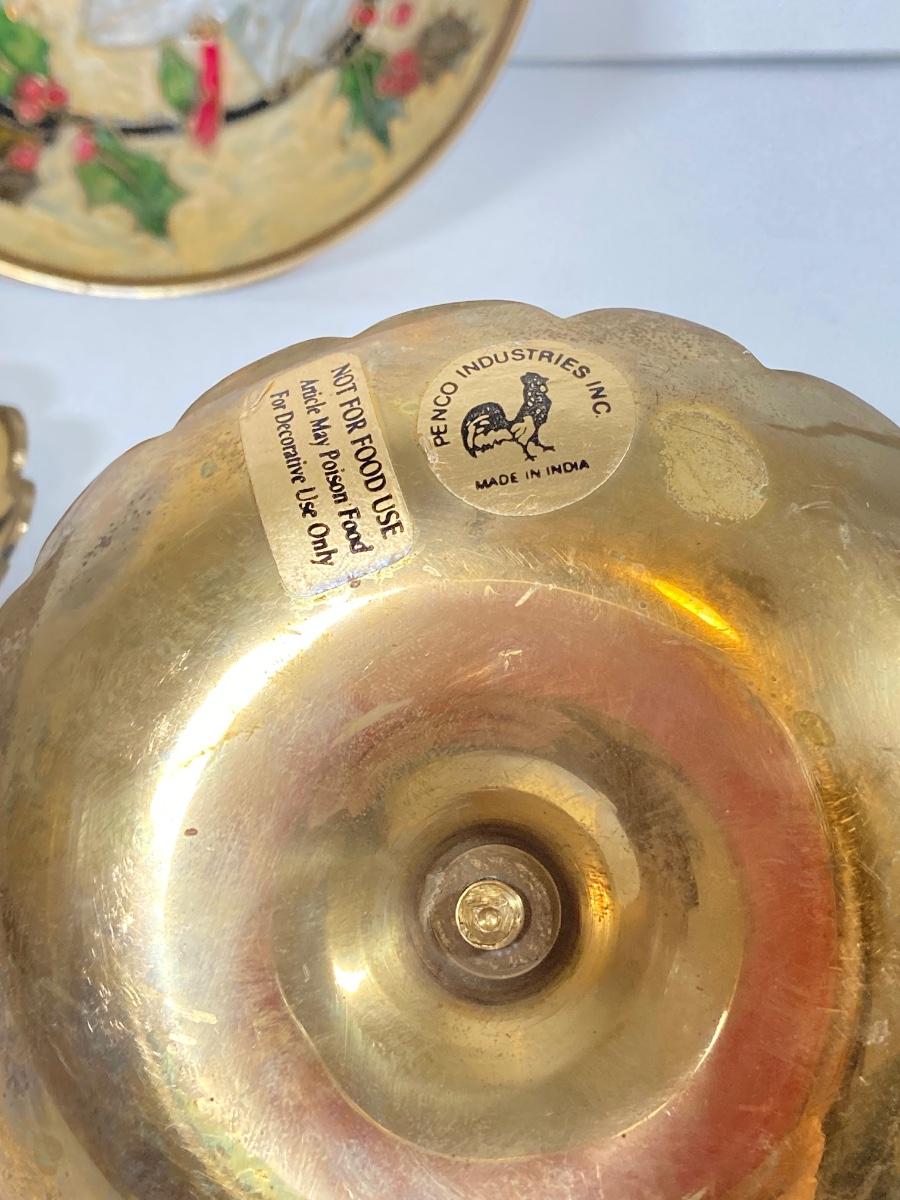 NOT FOR FOOD USE
Article May Poison Food
For Decorative Use Only
PENCO INDUSTRIES INC.
MADE IN INDIA